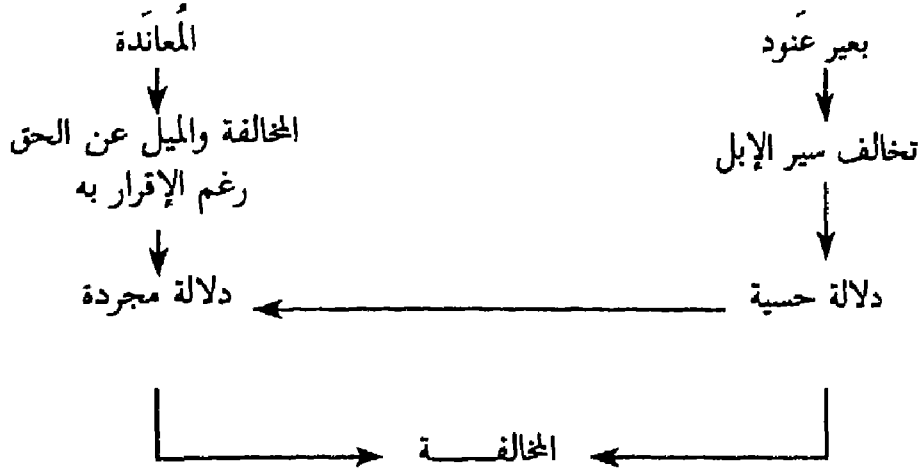 بعير عَنود
المُعانَدة
تخالف سير الإبل
المخالفة والميل عن الحق
رغم الإقرار به
دلالة حسية
دلالة مجردة
المخالفـــــة